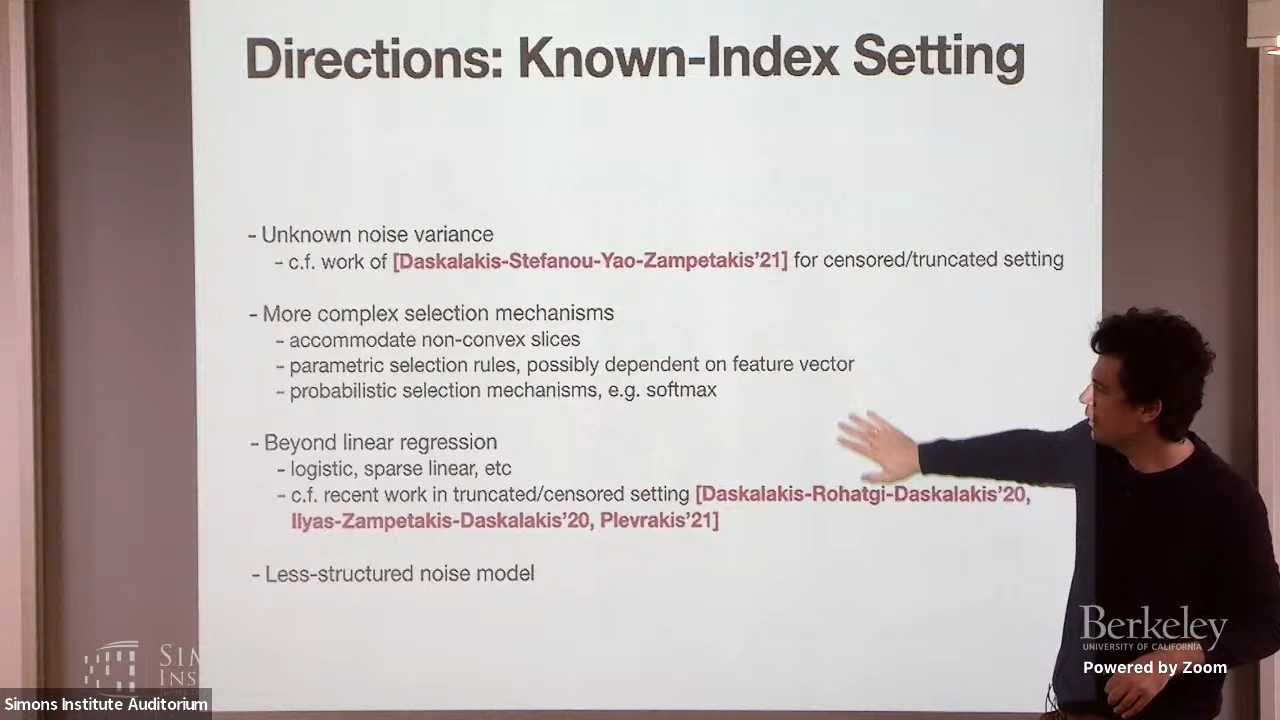 Directions: Known-Index Setting
- Unknown noise variance
- c.f. work of [Daskalakis-Stefanou-Yao-Zampetakis'21] for censored/truncated setting
- More complex selection mechanisms
- accommodate non-convex slices
- parametric selection rules, possibly dependent on feature vector
- probabilistic selection mechanisms, e.g. softmax
- Beyond linear regression
- logistic, sparse linear, etc
- c.f. recent work in truncated/censored setting [Daskalakis-Rohatgi-Daskalakis'20,
Ilyas-Zampetakis-Daskalakis'20, Plevrakis'21]
- Less-structured noise model
Berkeley
UNIVERSITY OF CALIFORNIA
Powered by Zoom
Simons Institute Auditorium